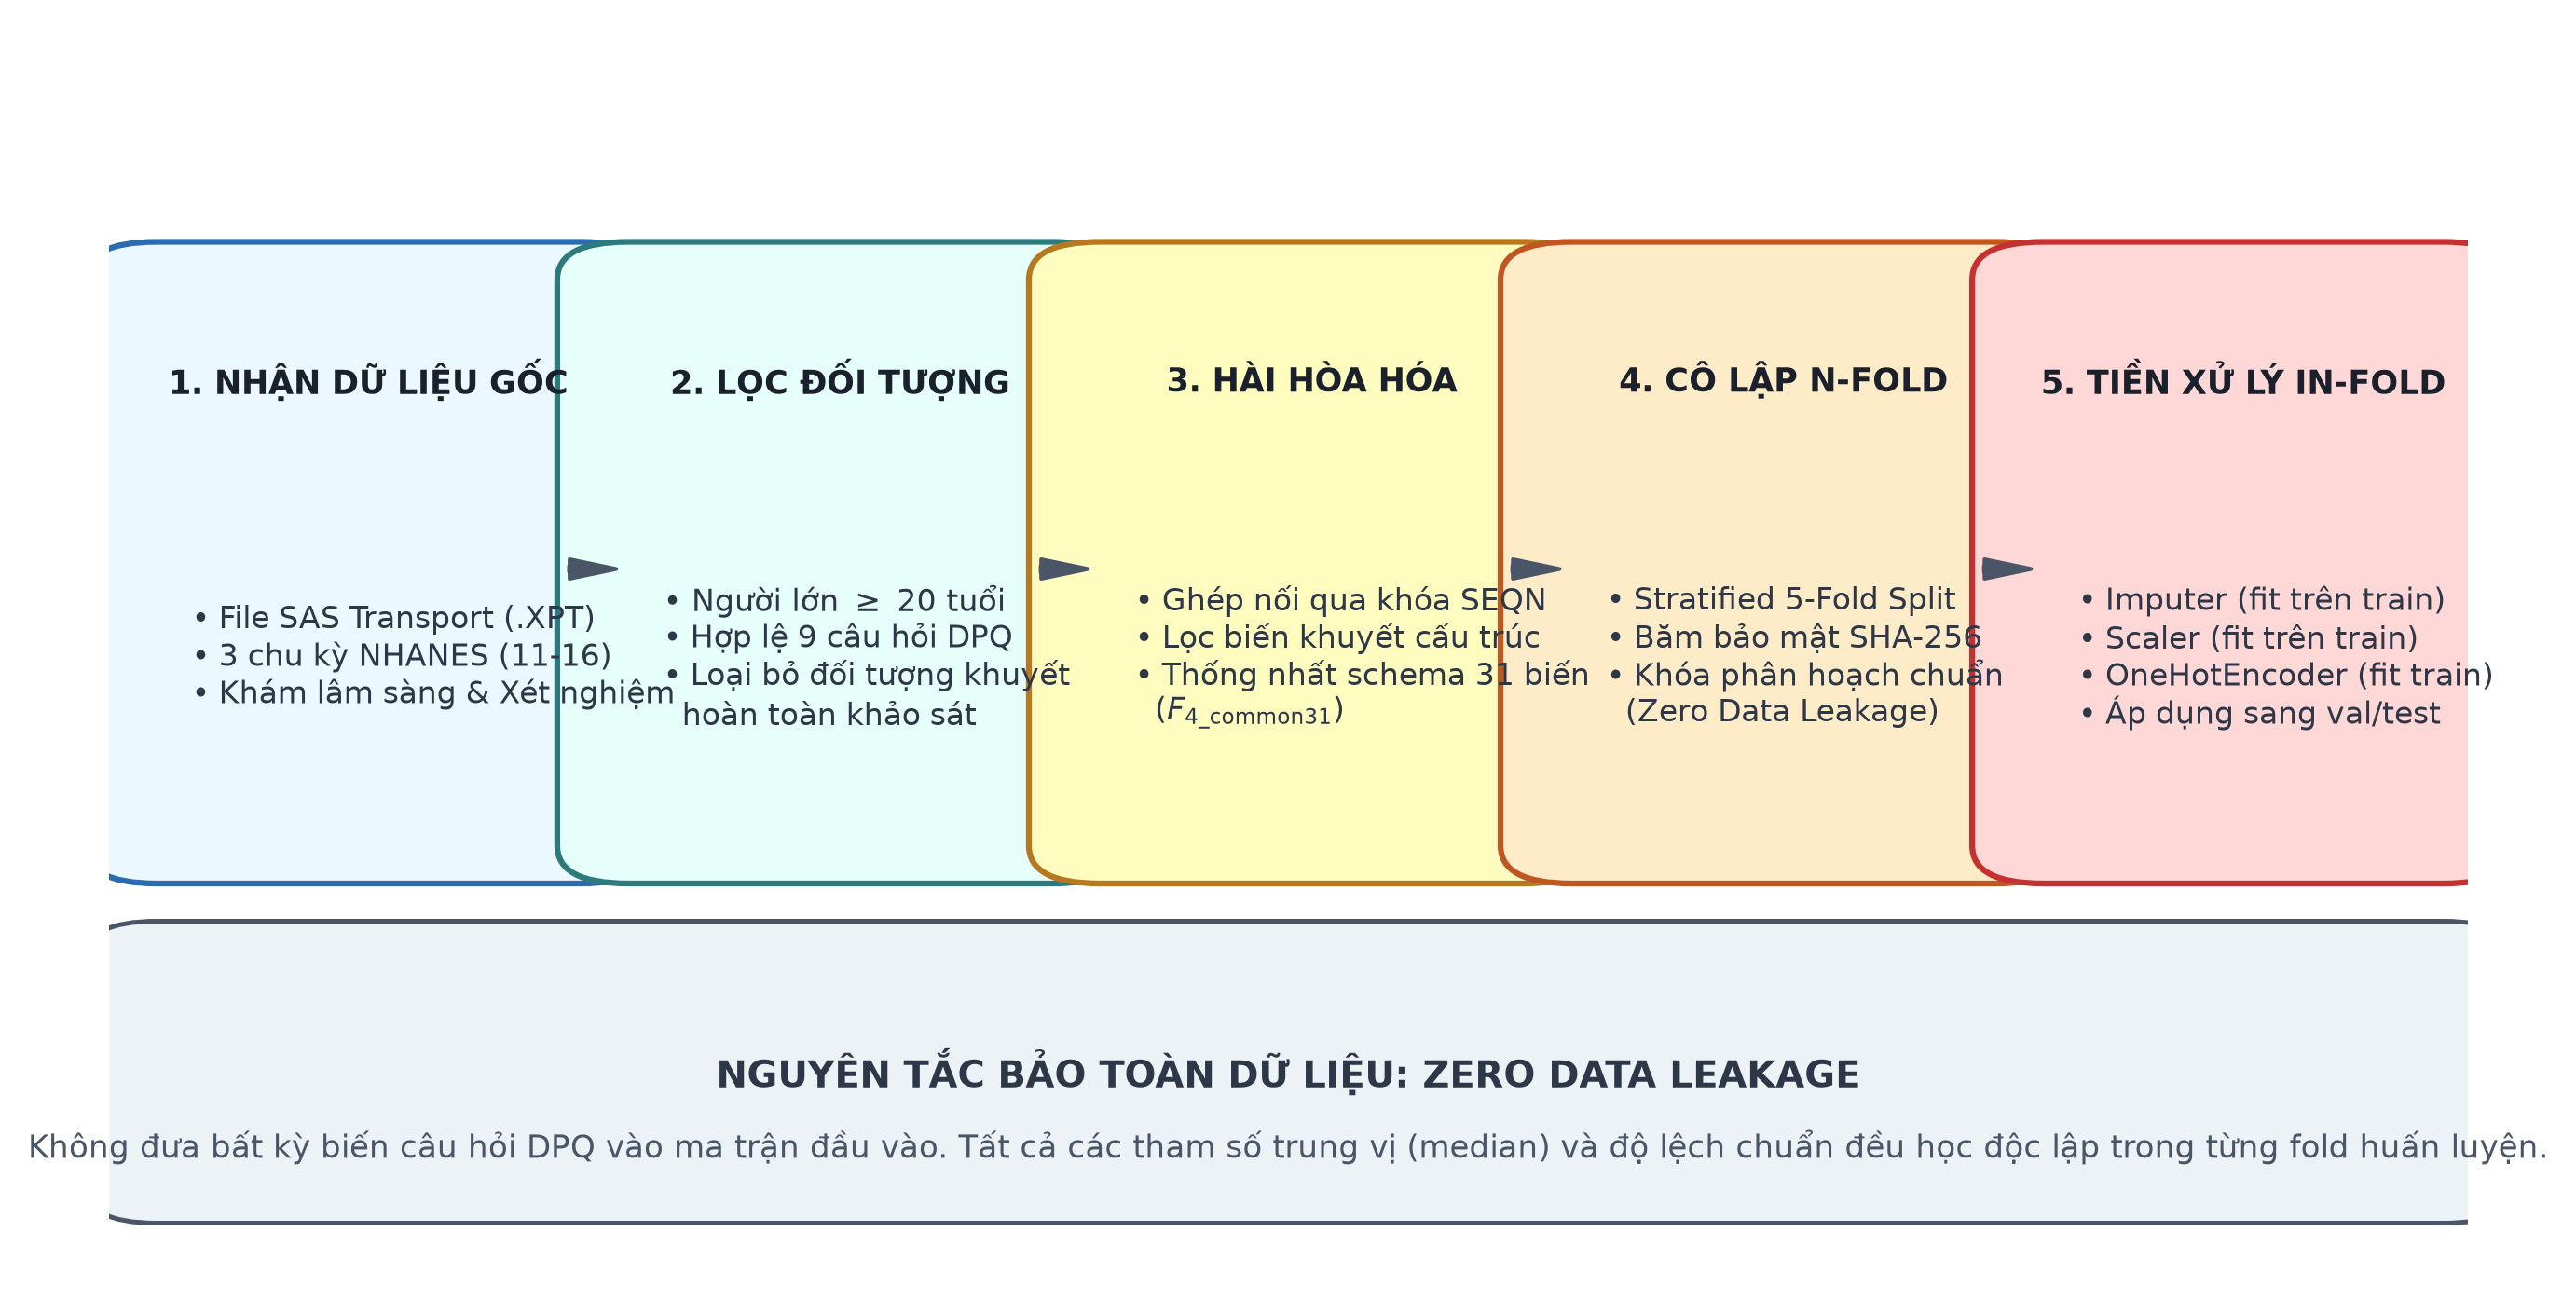 1. NHẬN DỮ LIỆU GỐC
• File SAS Transport (.XPT)
• 3 chu kỳ NHANES (11-16)
• Khám lâm sàng & Xét nghiệm
2. LỌC ĐỐI TƯỢNG
• Người lớn ≥ 20 tuổi
• Hợp lệ 9 câu hỏi DPQ
• Loại bỏ đối tượng khuyết
hoàn toàn khảo sát
3. HÀI HÒA HÓA
• Ghép nối qua khóa SEQN
• Lọc biến khuyết cấu trúc
• Thống nhất schema 31 biến
(F4_common31)
4. CÔ LẬP N-FOLD
• Stratified 5-Fold Split
• Băm bảo mật SHA-256
• Khóa phân hoạch chuẩn
(Zero Data Leakage)
5. TIỀN XỬ LÝ IN-FOLD
• Imputer (fit trên train)
• Scaler (fit trên train)
• OneHotEncoder (fit train)
• Áp dụng sang val/test
NGUYÊN TẮC BẢO TOÀN DỮ LIỆU: ZERO DATA LEAKAGE
Không đưa bất kỳ biến câu hỏi DPQ vào ma trận đầu vào. Tất cả các tham số trung vị (median) và độ lệch chuẩn đều học độc lập trong từng fold huấn luyện.